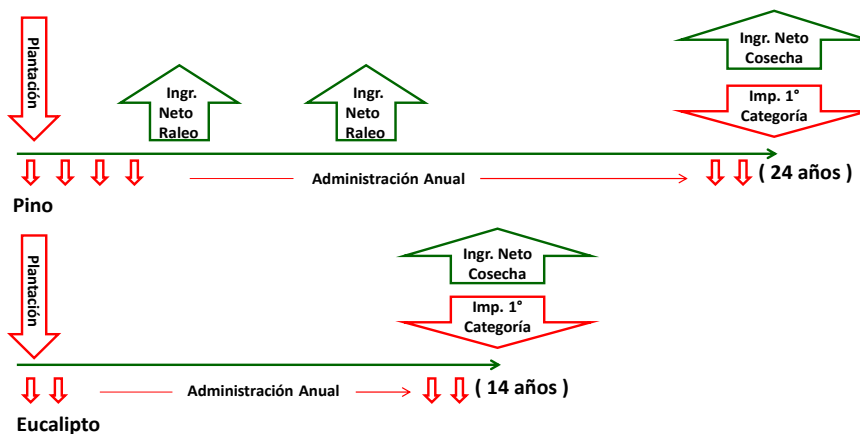 Plantación
Ingr.
Neto
Raleo
Ingr.
Neto
Raleo
Ingr. Neto
Cosecha
Imp. 1°
Categoría
Administración Anual
( 24 años )
Pino
Plantación
Ingr. Neto
Cosecha
Imp. 1°
Categoría
Administración Anual
( 14 años )
Eucalipto